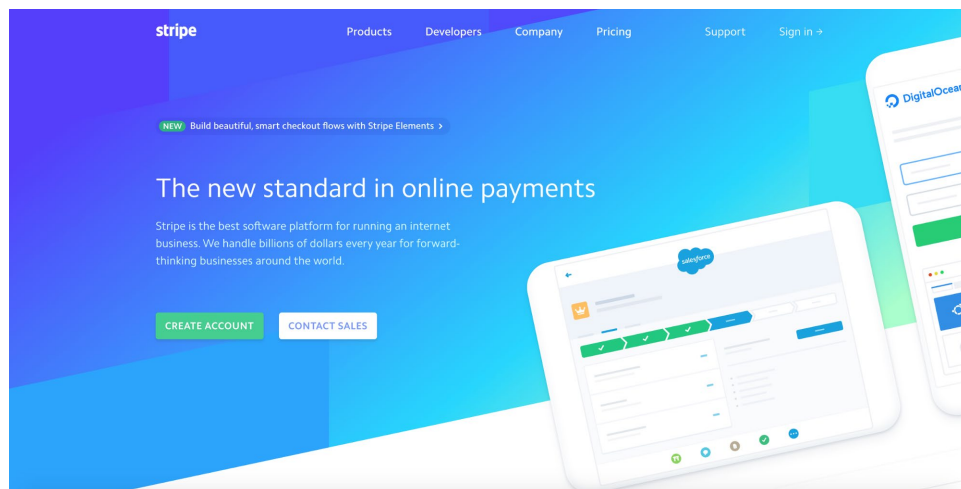 stripe
Products Developers Company Pricing Support Sign in →
NEW Build beautiful, smart checkout flows with Stripe Elements >
The new standard in online payments
Stripe is the best software platform for running an internet
business. We handle billions of dollars every year for forward-
thinking businesses around the world.
CREATE ACCOUNT CONTACT SALES
DigitalOcean
salesforce